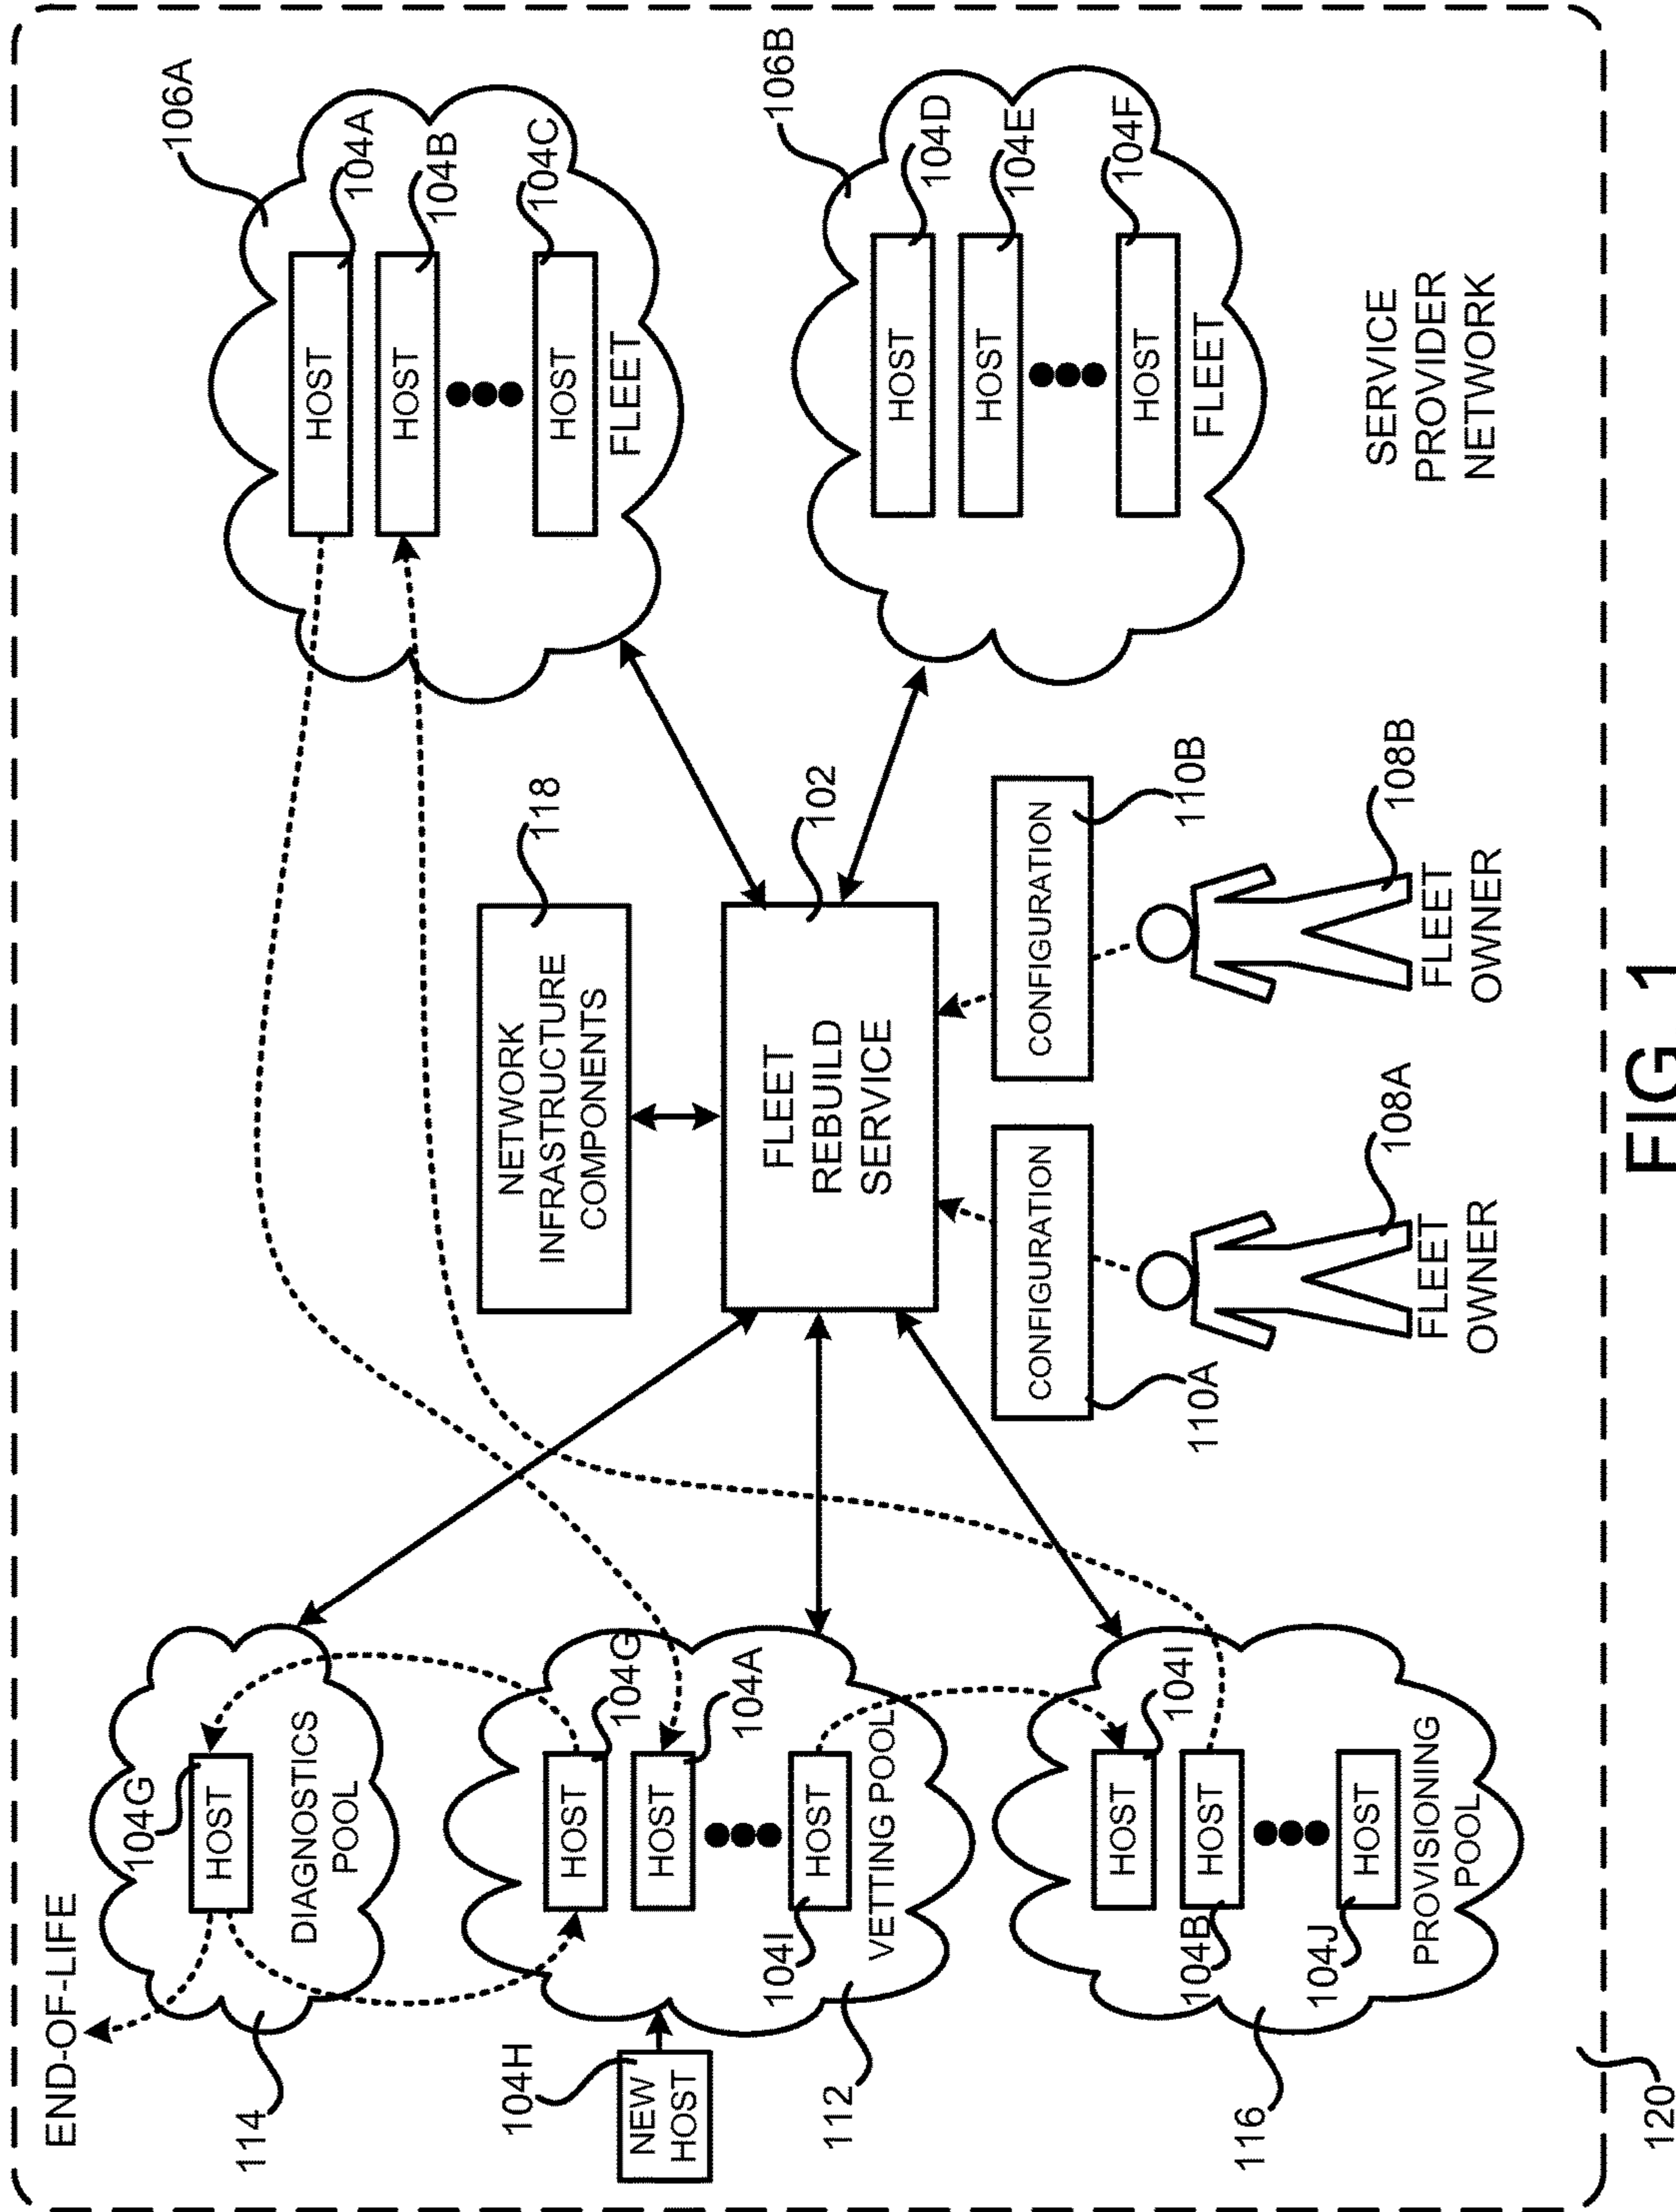 END-OF-LIFE
104G
HOST
DIAGNOSTICS
POOL
114
104H
NEW
HOST
HOST
104G
HOST
104A
HOST
104I
VETTING POOL
112
HOST
104I
HOST
104B
HOST
104J
PROVISIONING
POOL
116
NETWORK
INFRASTRUCTURE
COMPONENTS
118
FLEET
REBUILD
SERVICE
102
CONFIGURATION
110A
CONFIGURATION
110B
108A
FLEET
OWNER
108B
FLEET
OWNER
106A
HOST
104A
HOST
104B
HOST
104C
FLEET
106B
HOST
104D
HOST
104E
HOST
104F
FLEET
SERVICE
PROVIDER
NETWORK
120
FIG. 1